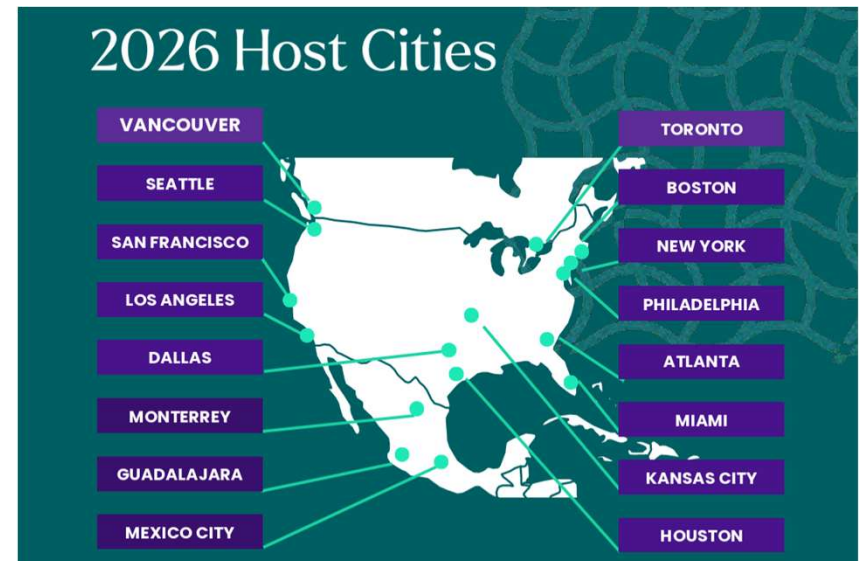 2026 Host Cities
VANCOUVER
SEATTLE
SAN FRANCISCO
LOS ANGELES
DALLAS
MONTERREY
GUADALAJARA
MEXICO CITY
TORONTO
BOSTON
NEW YORK
PHILADELPHIA
ATLANTA
MIAMI
KANSAS CITY
HOUSTON